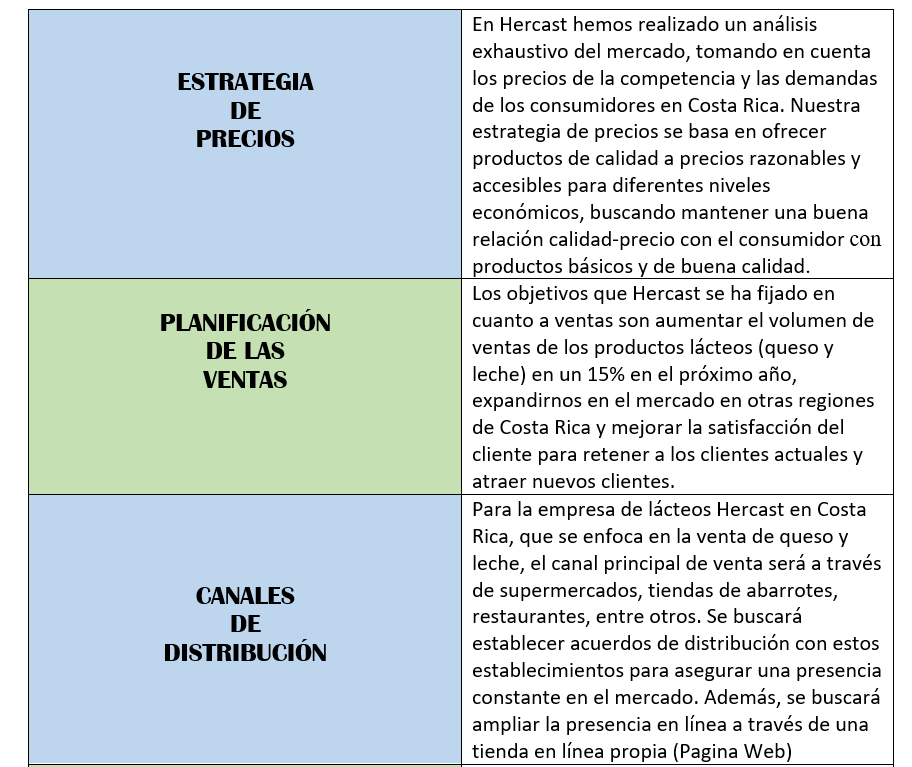 ESTRATEGIA
DE
PRECIOS
En Hercast hemos realizado un análisis
exhaustivo del mercado, tomando en cuenta
los precios de la competencia y las demandas
de los consumidores en Costa Rica. Nuestra
estrategia de precios se basa en ofrecer
productos de calidad a precios razonables y
accesibles para diferentes niveles
económicos, buscando mantener una buena
relación calidad-precio con el consumidor con
productos básicos y de buena calidad.
PLANIFICACIÓN
DE LAS
VENTAS
Los objetivos que Hercast se ha fijado en
cuanto a ventas son aumentar el volumen de
ventas de los productos lácteos (queso y
leche) en un 15% en el próximo año,
expandirnos en el mercado en otras regiones
de Costa Rica y mejorar la satisfacción del
cliente para retener a los clientes actuales y
atraer nuevos clientes.
CANALES
DE
DISTRIBUCIÓN
Para la empresa de lácteos Hercast en Costa
Rica, que se enfoca en la venta de queso y
leche, el canal principal de venta será a través
de supermercados, tiendas de abarrotes,
restaurantes, entre otros. Se buscará
establecer acuerdos de distribución con estos
establecimientos para asegurar una presencia
constante en el mercado. Además, se buscará
ampliar la presencia en línea a través de una
tienda en línea propia (Pagina Web)